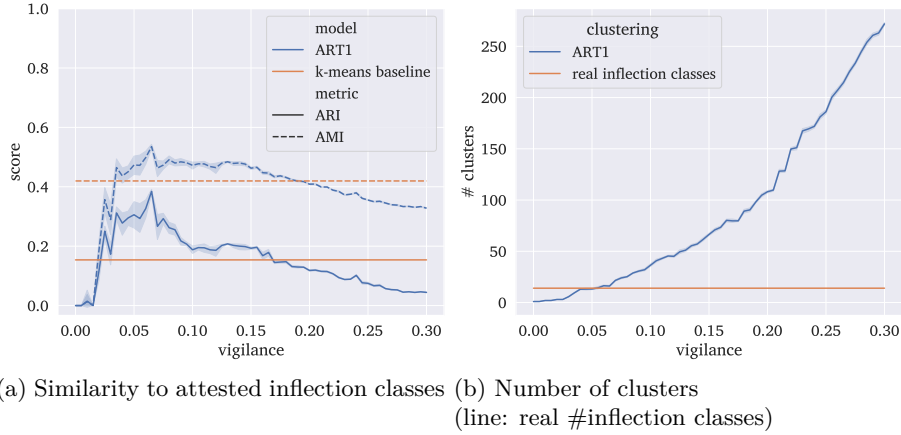 1.0
0.8
0.6
0.4
0.2
0.0
score
model
ART1
k-means baseline
metric
ARI
AMI
0.00 0.05 0.10 0.15 0.20 0.25 0.30
vigilance
250
200
150
100
50
0
# clusters
clustering
ART1
real inflection classes
0.00 0.05 0.10 0.15 0.20 0.25 0.30
vigilance
a) Similarity to attested inflection classes
(b) Number of clusters
(line: real #inflection classes)